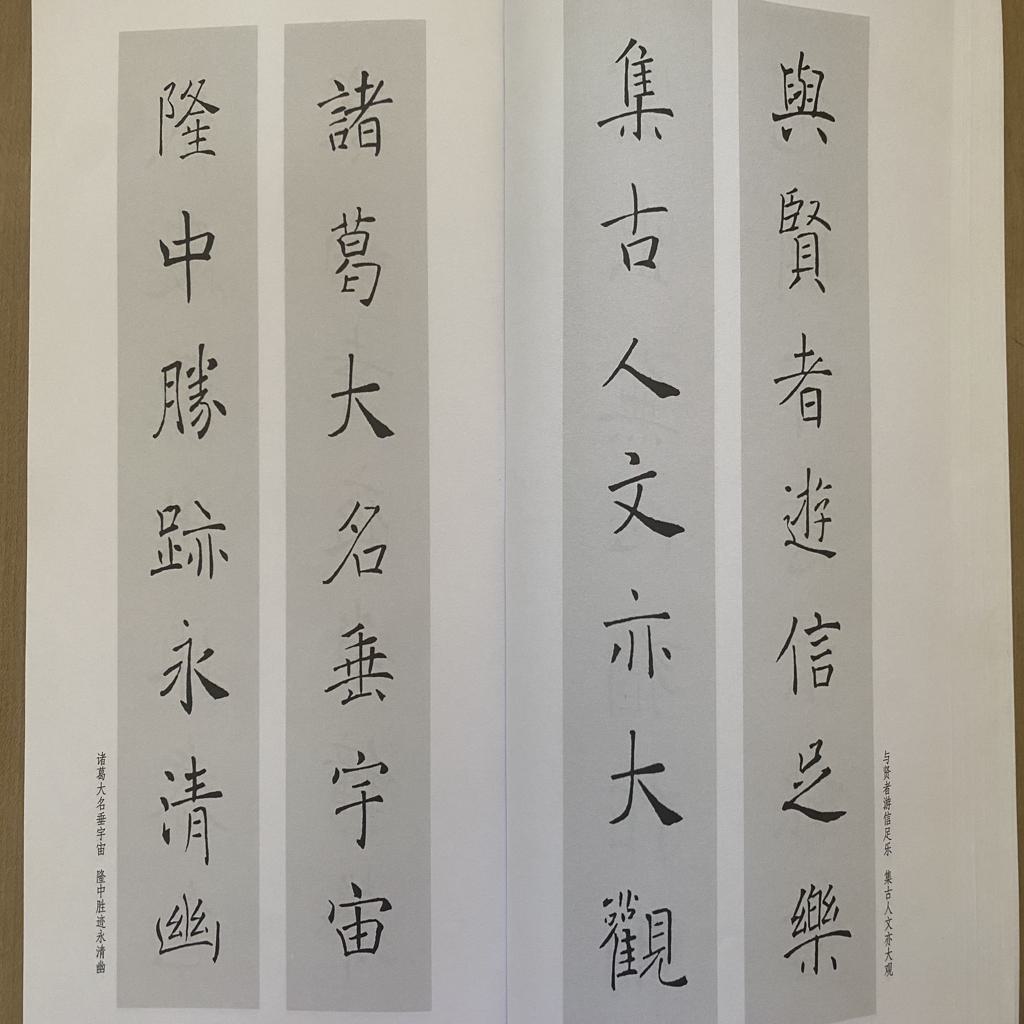 與賢者遊信足樂
集古人文亦大觀
与贤者游信足乐　集古人文亦大观
諸葛大名垂宇宙
隆中勝跡永清幽
诸葛大名垂宇宙　隆中胜迹永清幽